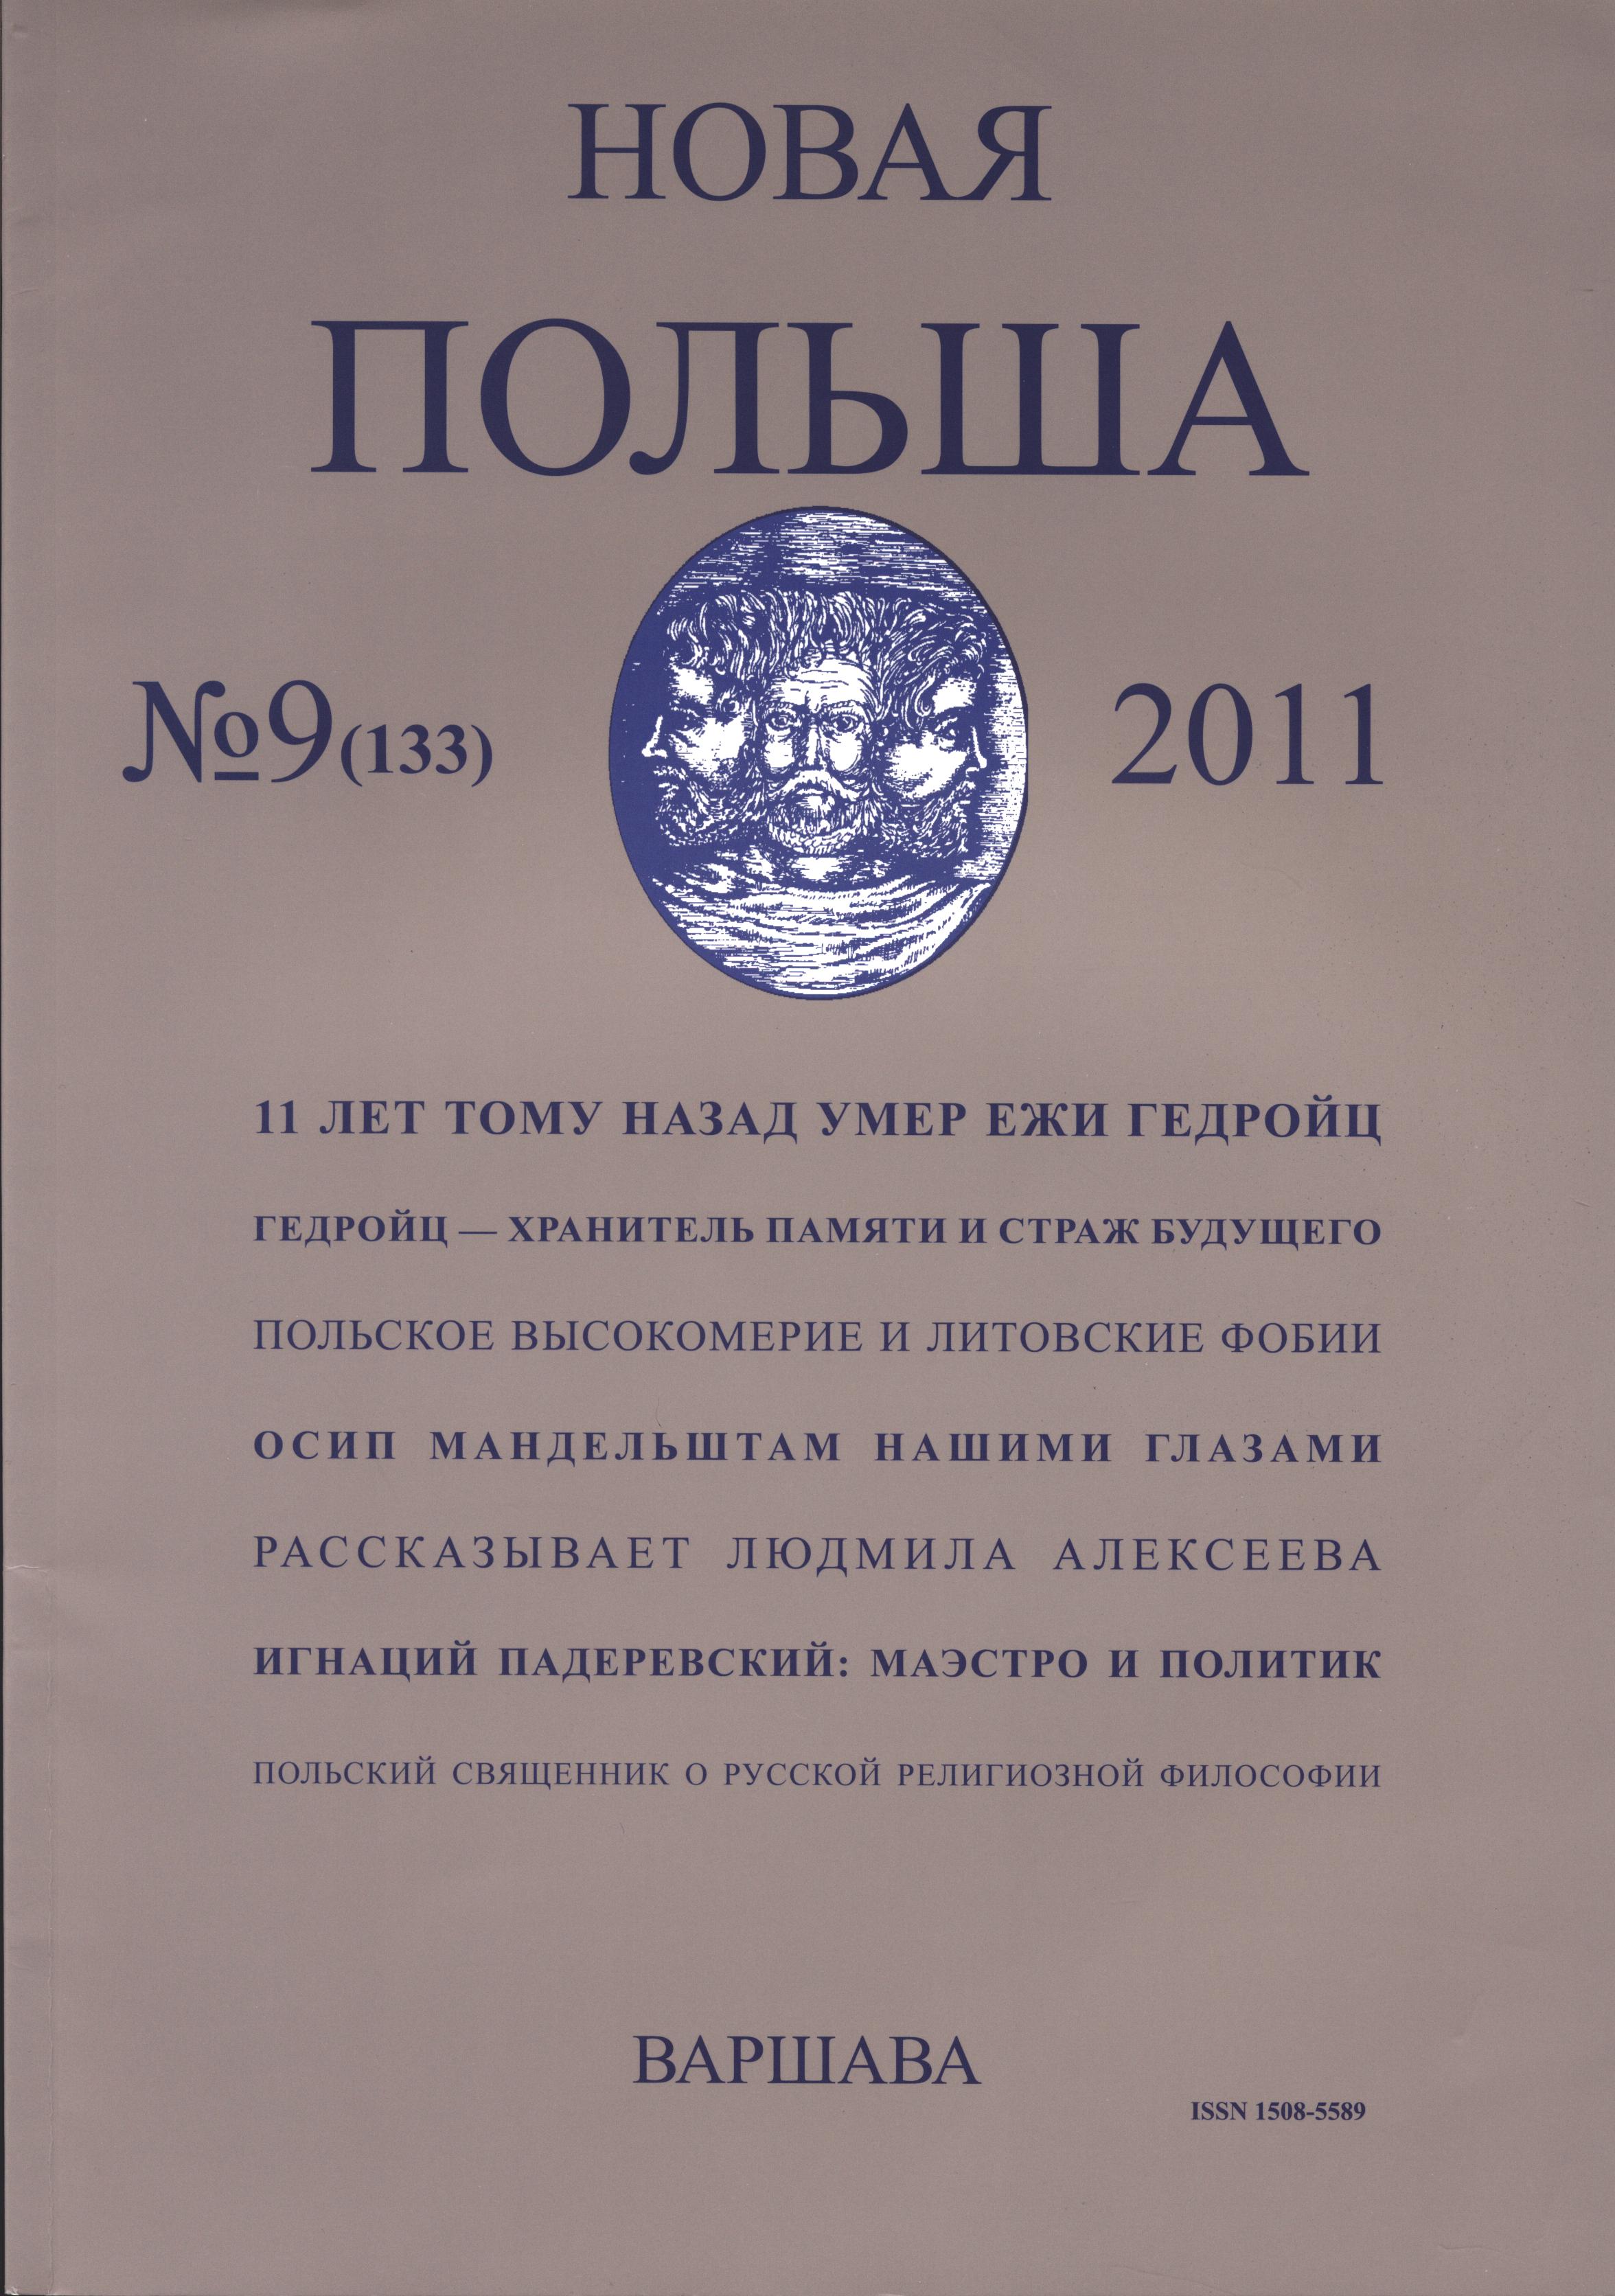 НОВАЯ
ПОЛЬША
№9(133)
2011
11 ЛЕТ ТОМУ НАЗАД УМЕР ЕЖИ ГЕДРОЙЦ
ГЕДРОЙЦ — ХРАНИТЕЛЬ ПАМЯТИ И СТРАЖ БУДУЩЕГО
ПОЛЬСКОЕ ВЫСОКОМЕРИЕ И ЛИТОВСКИЕ ФОБИИ
ОСИП МАНДЕЛЬШТАМ НАШИМИ ГЛАЗАМИ
РАССКАЗЫВАЕТ ЛЮДМИЛА АЛЕКСЕЕВА
ИГНАЦИЙ ПАДЕРЕВСКИЙ: МАЭСТРО И ПОЛИТИК
ПОЛЬСКИЙ СВЯЩЕННИК О РУССКОЙ РЕЛИГИОЗНОЙ ФИЛОСОФИИ
ВАРШАВА
ISSN 1508-5589